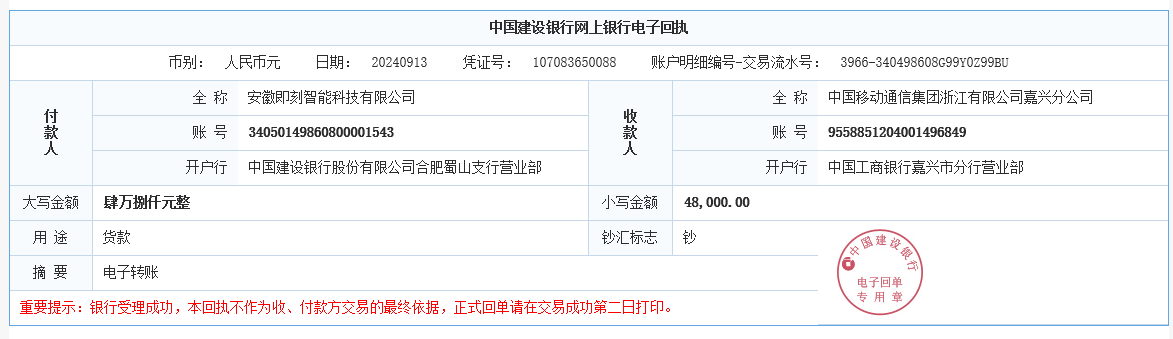 中国建设银行网上银行电子回执
币别： 人民币元 日期： 20240913 凭证号： 107083650088 账户明细编号-交易流水号： 3966-340498608G99Y0Z99BU
付款人 全 称 安徽即刻智能科技有限公司 收款人 全 称 中国移动通信集团浙江有限公司嘉兴分公司
账 号 34050149860800001543 账 号 9558851204001496849
开户行 中国建设银行股份有限公司合肥蜀山支行营业部 开户行 中国工商银行嘉兴市分行营业部
大写金额 肆万捌仟元整 小写金额 48,000.00
用 途 货款 钞汇标志 钞
摘 要 电子转账
中国建设银行
电子回单
专用章
重要提示：银行受理成功，本回执不作为收、付款方交易的最终依据，正式回单请在交易成功第二日打印。